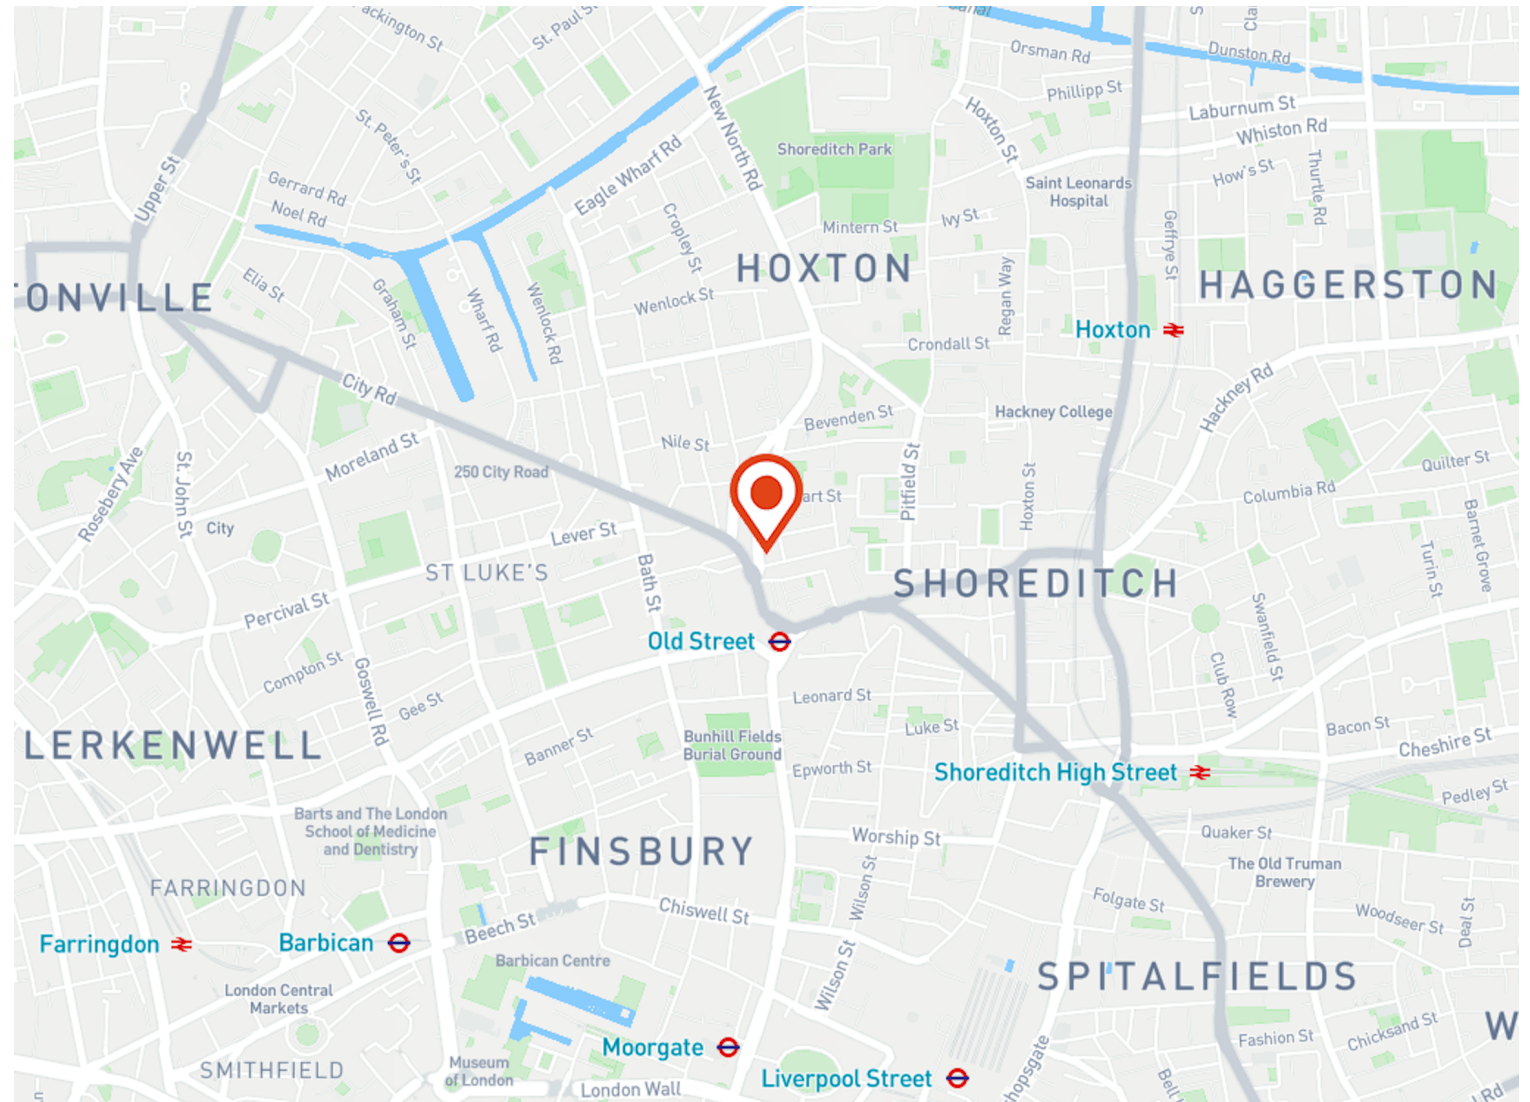 Packington St
St. Paul St
Canal
Orsman Rd
Dunston Rd
Phillipp St
New North Rd
Hoxton St
Laburnum St
Whiston Rd
St. Peter's St
Shoreditch Park
Eagle Wharf Rd
Upper St
Gerrard Rd
Noel Rd
Saint Leonards
Hospital
How's St
Thurtle Rd
Cropley St
Mintern St
Ivy St
Geffrye St
HOXTON
HAGGERSTON
TONVILLE
Elia St
Graham St
Wharf Rd
Wenlock Rd
Wenlock St
Regan Way
Hoxton
Crondall St
City Rd
Hackney Rd
Bevenden St
Hackney College
Nile St
Moreland St
250 City Road
Rosebery Ave
St. John St
Pitfield St
Hoxton St
Quilter St
Columbia Rd
art St
City
Lever St
Barnet Grove
Turin St
ST LUKE'S
Bath St
SHOREDITCH
Percival St
Swanfield St
Old Street
Compton St
Goswell Rd
Gee St
Leonard St
Club Row
Luke St
Bacon St
Cheshire St
LERKENWELL
Banner St
Bunhill Fields
Burial Ground
Epworth St
Shoreditch High Street
Pedley St
Barts and The London
School of Medicine
and Dentistry
FINSBURY
Worship St
Quaker St
The Old Truman
Brewery
FARRINGDON
Wilson St
Folgate St
Chiswell St
Woodseer St
Deal St
Beech St
Farringdon
Barbican
Barbican Centre
Wilson St
SPITALFIELDS
London Central
Markets
Moorgate
Fashion St
Chicksand St
W
SMITHFIELD
Museum
of London
London Wall
Liverpool Street
hopsgate
Bell
Rd